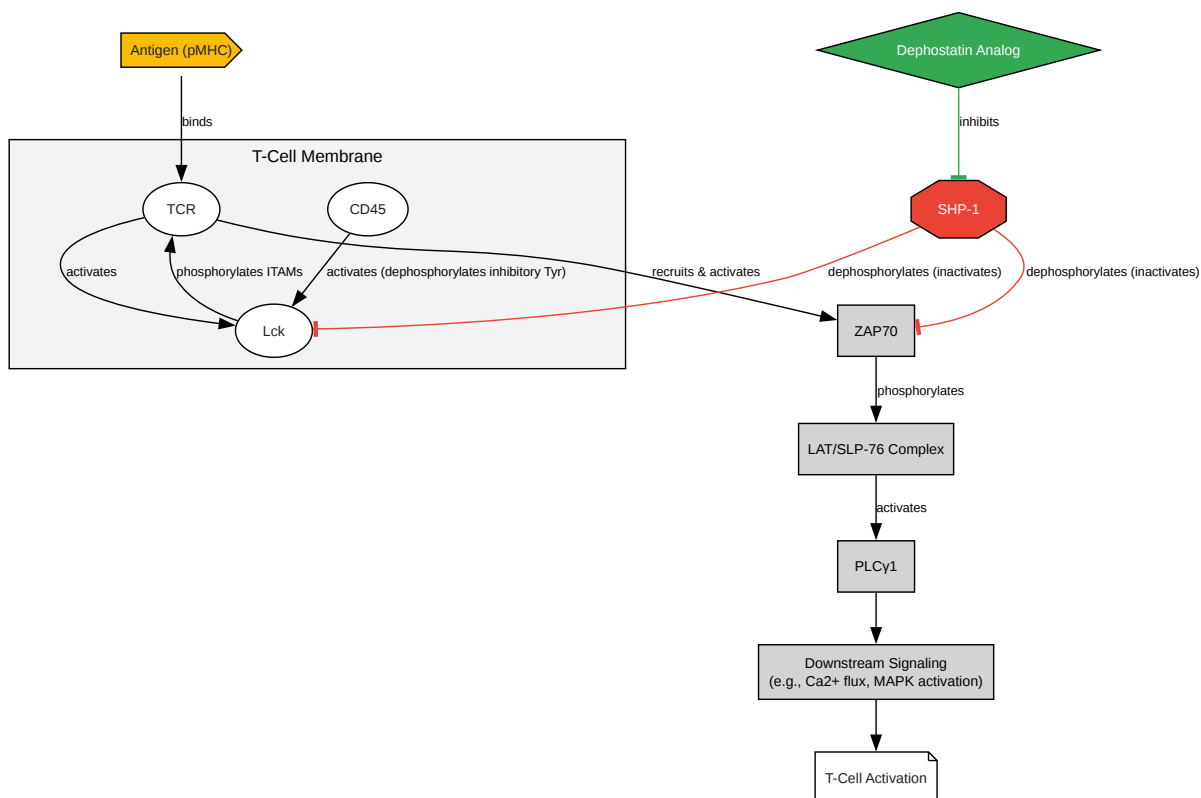 Antigen (pMHC)
Dephostatin Analog
binds
inhibits
T-Cell Membrane
TCR
CD45
SHP-1
activates
phosphorylates ITAMs
activates (dephosphorylates inhibitory Tyr)
recruits & activates
dephosphorylates (inactivates)
dephosphorylates (inactivates)
Lck
ZAP70
phosphorylates
LAT/SLP-76 Complex
activates
PLCγ1
Downstream Signaling
(e.g., Ca2+ flux, MAPK activation)
T-Cell Activation